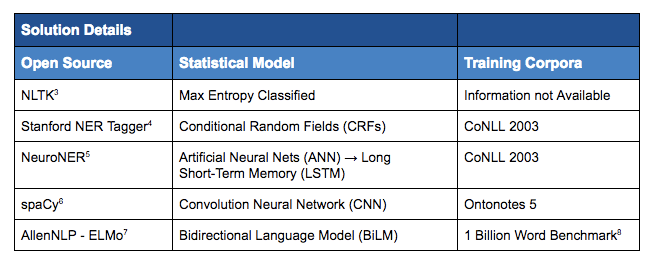 Solution Details
Open Source Statistical Model Training Corpora
NLTK³ Max Entropy Classified Information not Available
Stanford NER Tagger⁴ Conditional Random Fields (CRFs) CoNLL 2003
NeuroNER⁵ Artificial Neural Nets (ANN) → Long CoNLL 2003
Short-Term Memory (LSTM)
spaCy⁶ Convolution Neural Network (CNN) Ontonotes 5
AllenNLP - ELMo⁷ Bidirectional Language Model (BiLM) 1 Billion Word Benchmark⁸